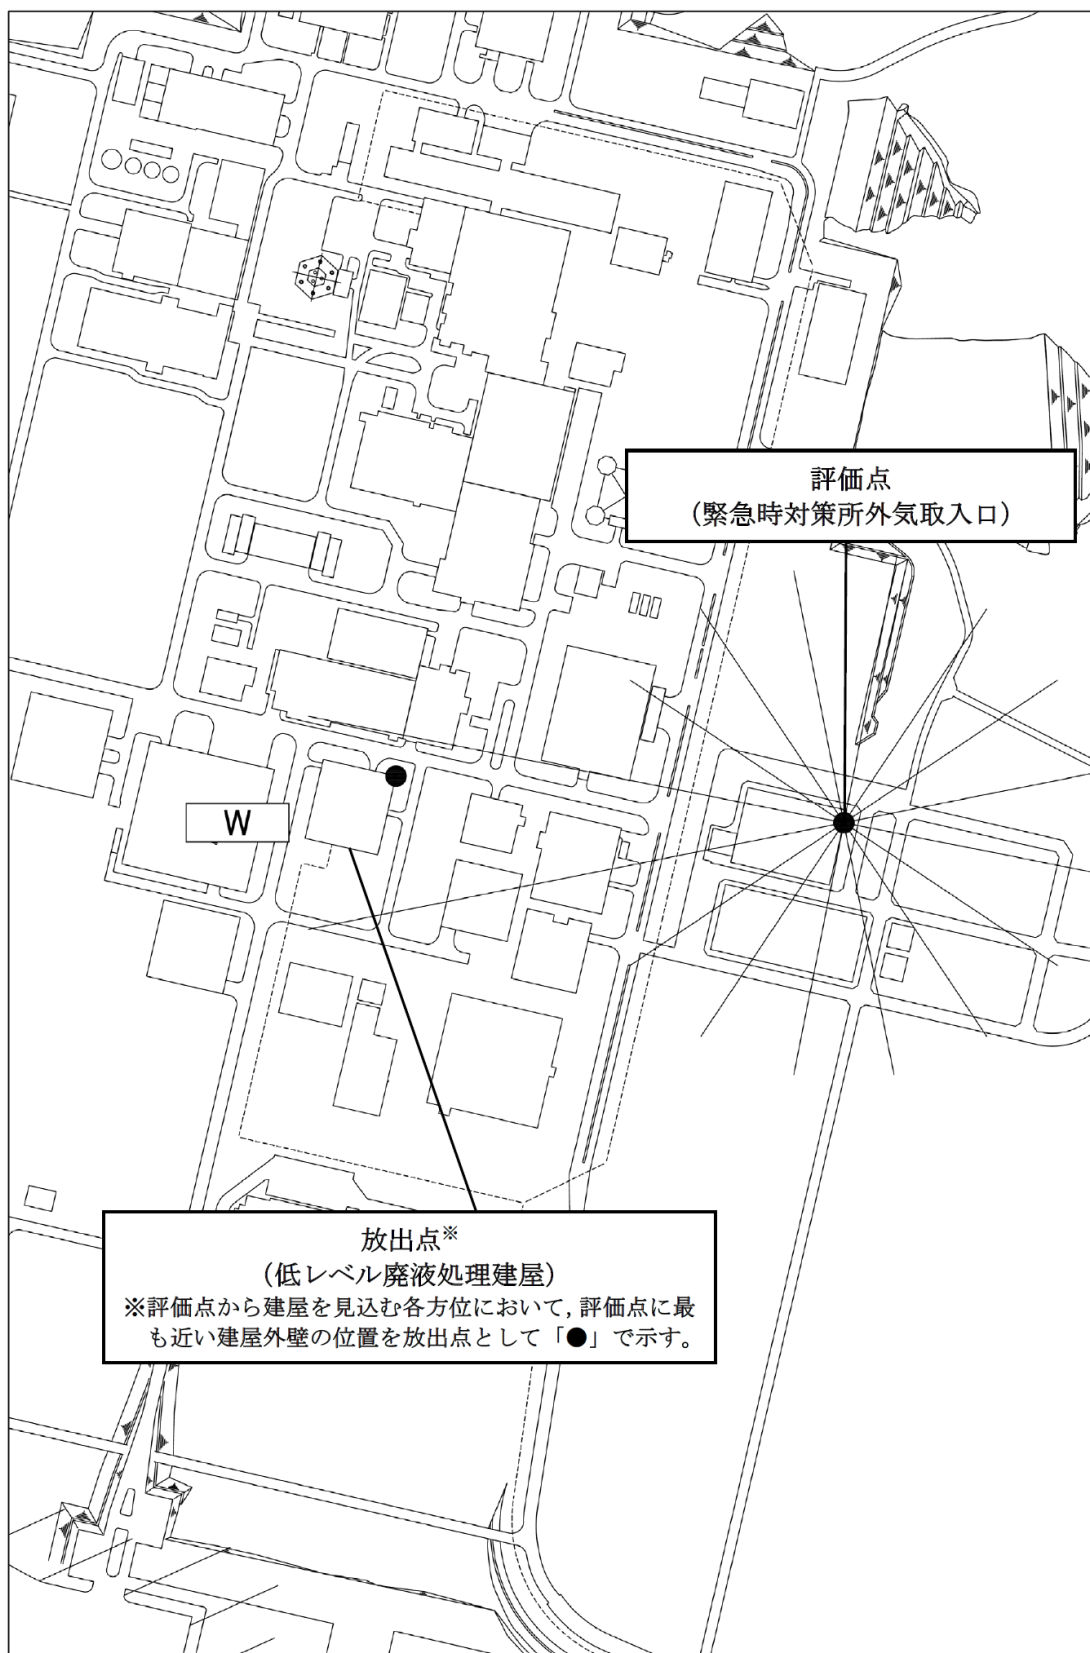 評価点
（緊急時対策所外気取入口）
W
放出点※
（低レベル廃液処理建屋）
※評価点から建屋を見込む各方位において，評価点に最
も近い建屋外壁の位置を放出点として「●」で示す。